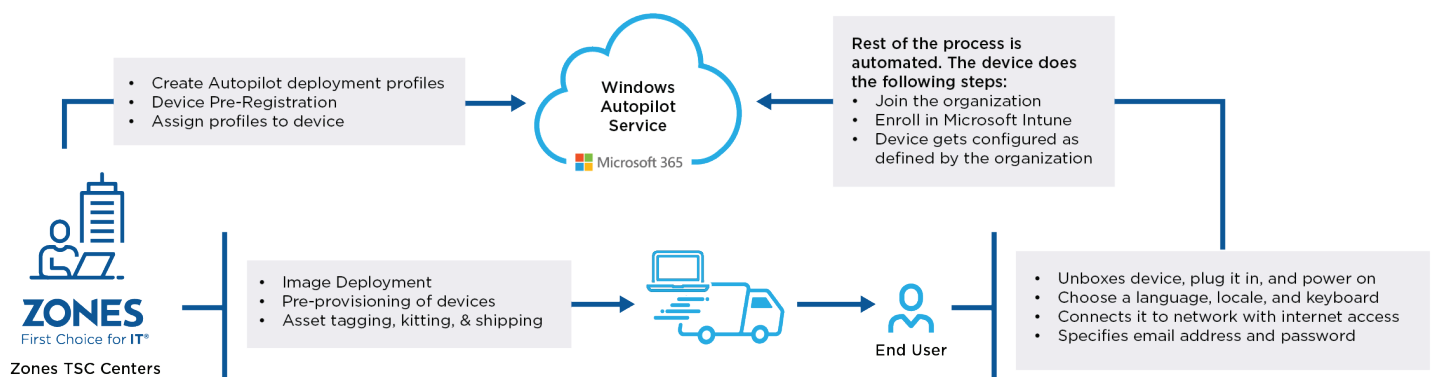 • Create Autopilot deployment profiles
• Device Pre-Registration
• Assign profiles to device
Windows
Autopilot
Service
Microsoft 365
Rest of the process is
automated. The device does
the following steps:
• Join the organization
• Enroll in Microsoft Intune
• Device gets configured as
defined by the organization
ZONES
First Choice for IT®
Zones TSC Centers
• Image Deployment
• Pre-provisioning of devices
• Asset tagging, kitting, & shipping
End User
• Unboxes device, plug it in, and power on
• Choose a language, locale, and keyboard
• Connects it to network with internet access
• Specifies email address and password